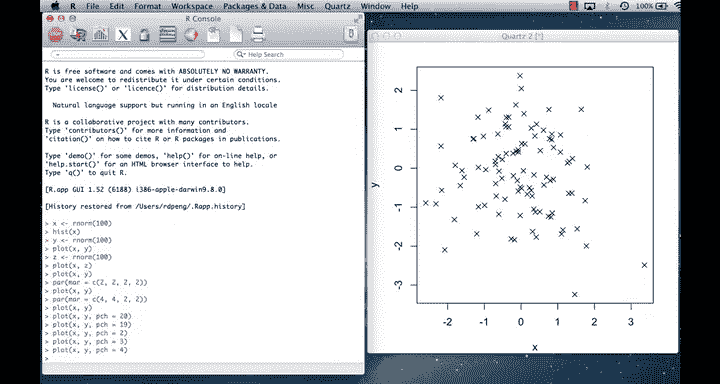 R File Edit Format Workspace Packages & Data Misc Quartz Window Help 100%
R Console
Help Search
R is free software and comes with ABSOLUTELY NO WARRANTY.
You are welcome to redistribute it under certain conditions.
Type 'license()' or 'licence()' for distribution details.
Natural language support but running in an English locale
R is a collaborative project with many contributors.
Type 'contributors()' for more information and
'citation()' on how to cite R or R packages in publications.
Type 'demo()' for some demos, 'help()' for on-line help, or
'help.start()' for an HTML browser interface to help.
Type 'q()' to quit R.
[R.app GUI 1.52 (6188) i386-apple-darwin9.8.0]
[History restored from /Users/rdpeng/.Rapp.history]
> x <- rnorm(100)
> hist(x)
> y <- rnorm(100)
> plot(x, y)
> z <- rnorm(100)
> plot(x, z)
> plot(x, y)
> par(mar = c(2, 2, 2, 2))
> plot(x, y)
> par(mar = c(4, 4, 2, 2))
> plot(x, y)
> plot(x, y, pch = 20)
> plot(x, y, pch = 19)
> plot(x, y, pch = 2)
> plot(x, y, pch = 3)
> plot(x, y, pch = 4)
>
Quartz 2 [*]
2
1
0
-1
-2
-3
y
-2 -1 0 1 2 3
x